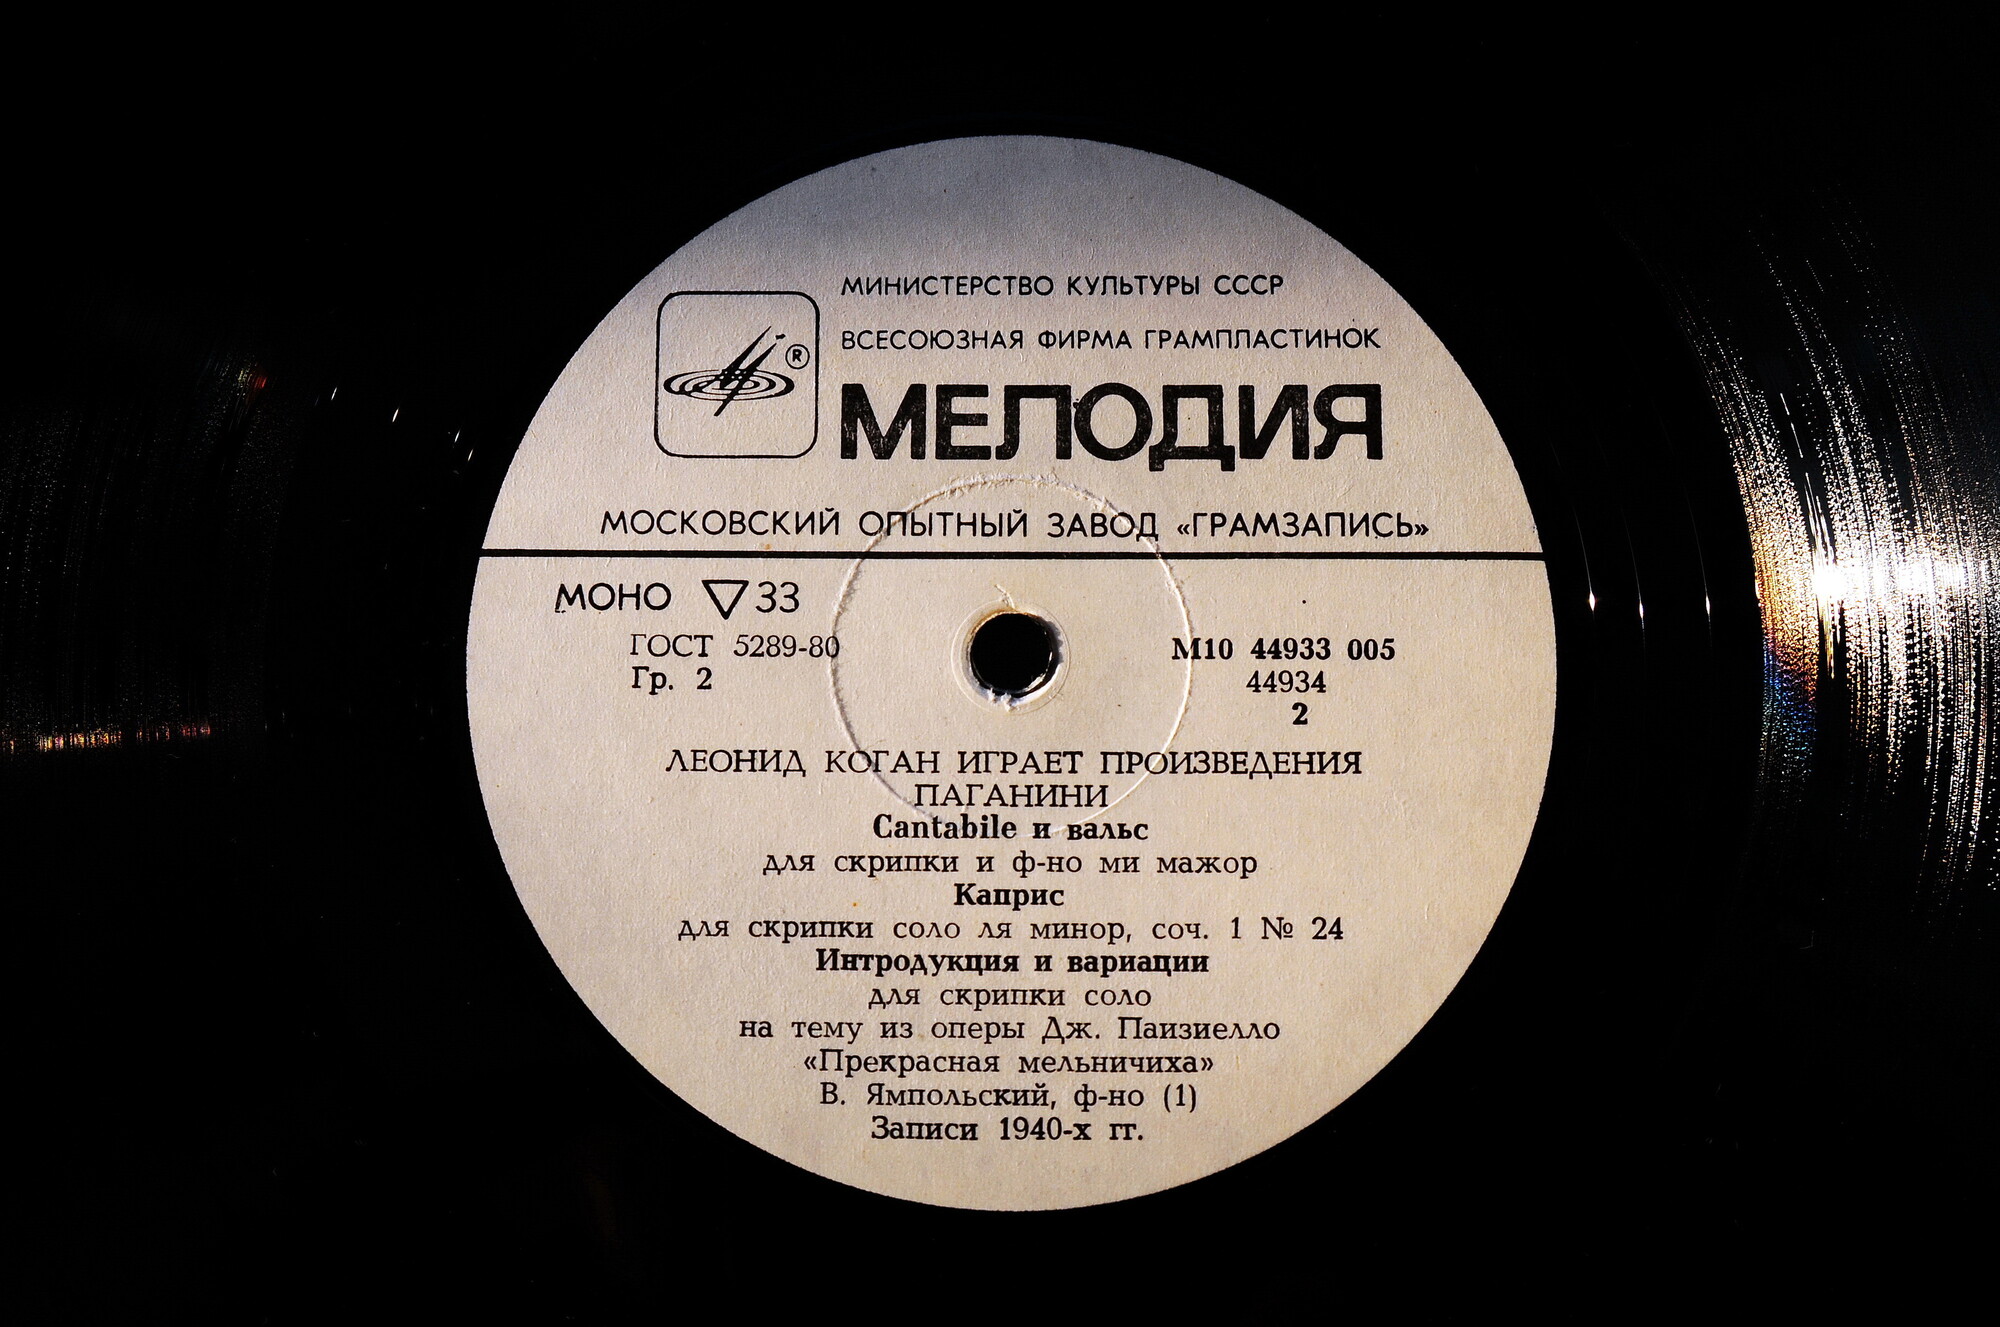 МИНИСТЕРСТВО КУЛЬТУРЫ СССР
ВСЕСОЮЗНАЯ ФИРМА ГРАМПЛАСТИНОК
®
МЕЛОДИЯ
МОСКОВСКИЙ ОПЫТНЫЙ ЗАВОД «ГРАМЗАПИСЬ»
МОНО ▽33
ГОСТ 5289-80
Гр. 2
М10 44933 005
44934
2
ЛЕОНИД КОГАН ИГРАЕТ ПРОИЗВЕДЕНИЯ
ПАГАНИНИ
Cantabile и вальс
для скрипки и ф-но ми мажор
Каприс
для скрипки соло ля минор, соч. 1 № 24
Интродукция и вариации
для скрипки соло
на тему из оперы Дж. Паизиелло
«Прекрасная мельничиха»
В. Ямпольский, ф-но (1)
Записи 1940-х гг.